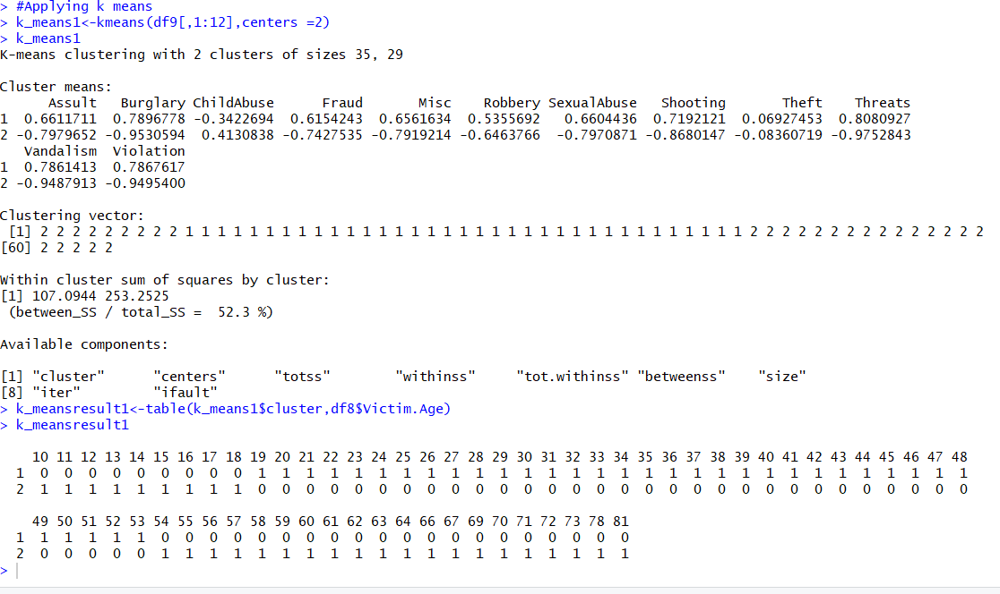 > #Applying k means
> k_means1<-kmeans(df9[,1:12],centers =2)
> k_means1
K-means clustering with 2 clusters of sizes 35, 29
Cluster means:
Assult Burglary ChildAbuse Fraud Misc Robbery SexualAbuse Shooting Theft Threats
1 0.6611711 0.7896778 -0.3422694 0.6154243 0.6561634 0.5355692 0.6604436 0.7192121 0.06927453 0.8080927
2 -0.7979652 -0.9530594 0.4130838 -0.7427535 -0.7919214 -0.6463766 -0.7970871 -0.8680147 -0.08360719 -0.9752843
Vandalism Violation
1 0.7861413 0.7867617
2 -0.9487913 -0.9495400
Clustering vector:
[1] 2 2 2 2 2 2 2 2 2 1 1 1 1 1 1 1 1 1 1 1 1 1 1 1 1 1 1 1 1 1 1 1 1 1 1 1 1 1 1 1 1 1 1 1 2 2 2 2 2 2 2 2 2 2 2 2 2 2 2
[60] 2 2 2 2 2
Within cluster sum of squares by cluster:
[1] 107.0944 253.2525
(between_SS / total_SS = 52.3 %)
Available components:
[1] "cluster" "centers" "totss" "withinss" "tot.withinss" "betweenss" "size"
[8] "iter" "ifault"
> k_meansresult1<-table(k_means1$cluster,df8$Victim.Age)
> k_meansresult1
10 11 12 13 14 15 16 17 18 19 20 21 22 23 24 25 26 27 28 29 30 31 32 33 34 35 36 37 38 39 40 41 42 43 44 45 46 47 48
1 0 0 0 0 0 0 0 0 0 1 1 1 1 1 1 1 1 1 1 1 1 1 1 1 1 1 1 1 1 1 1 1 1 1 1 1 1 1 1
2 1 1 1 1 1 1 1 1 1 0 0 0 0 0 0 0 0 0 0 0 0 0 0 0 0 0 0 0 0 0 0 0 0 0 0 0 0 0 0
49 50 51 52 53 54 55 56 57 58 59 60 61 62 63 64 66 67 69 70 71 72 73 78 81
1 1 1 1 1 1 0 0 0 0 0 0 0 0 0 0 0 0 0 0 0 0 0 0 0 0
2 0 0 0 0 0 1 1 1 1 1 1 1 1 1 1 1 1 1 1 1 1 1 1 1 1
>